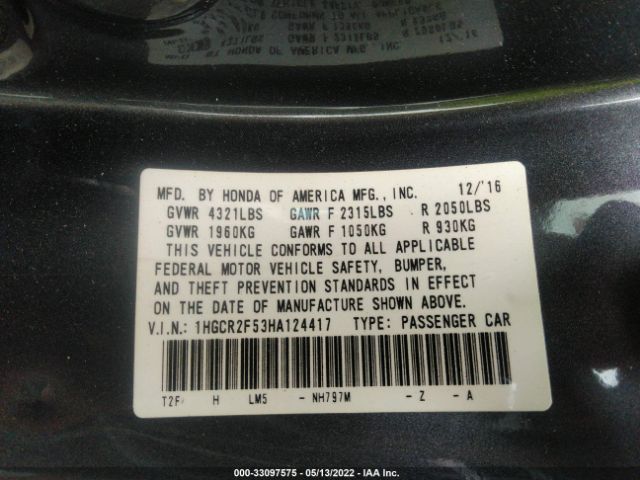 MFD. BY HONDA OF AMERICA MFG., INC. 12/'16
GVWR 4321LBS GAWR F 2315LBS R 2050LBS
GVWR 1960KG GAWR F 1050KG R 930KG
THIS VEHICLE CONFORMS TO ALL APPLICABLE
FEDERAL MOTOR VEHICLE SAFETY, BUMPER,
AND THEFT PREVENTION STANDARDS IN EFFECT
ON THE DATE OF MANUFACTURE SHOWN ABOVE.
V.I.N.: 1HGCR2F53HA124417 TYPE: PASSENGER CAR
T2F H LM5 - NH797M - Z - A
000-33097575 - 05/13/2022 - IAA Inc.